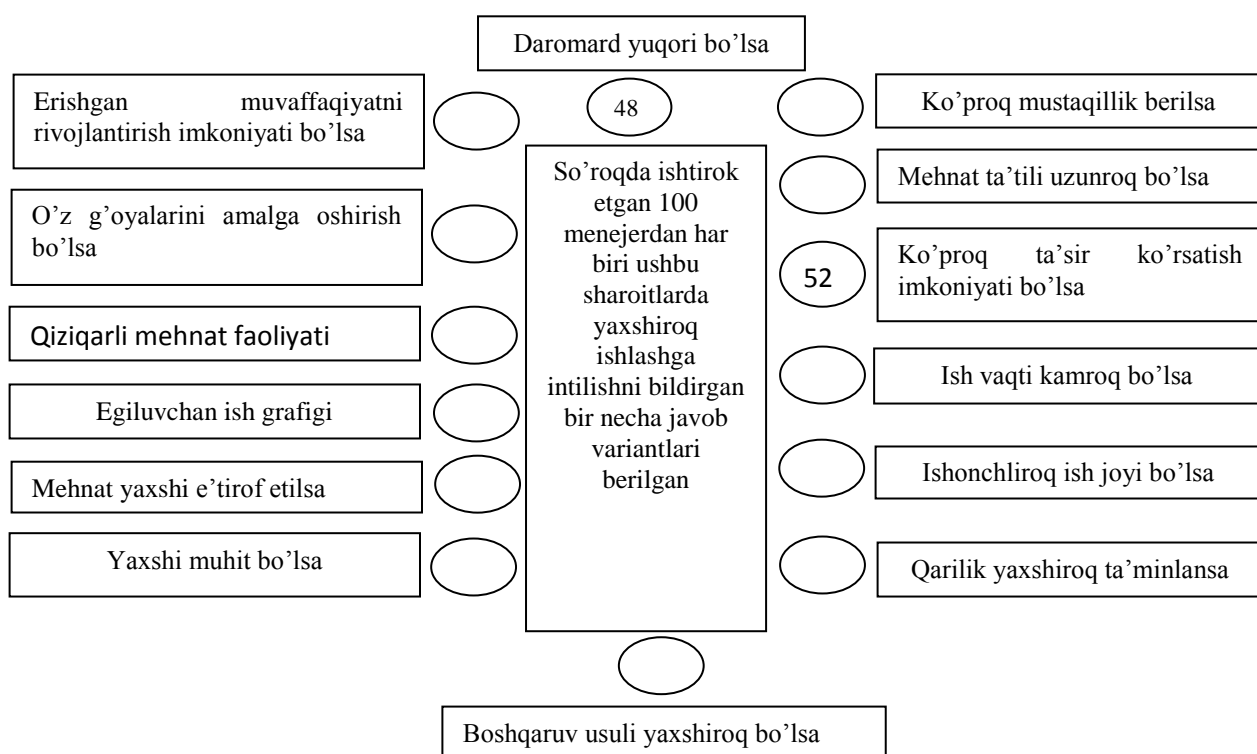 Daromard yuqori bo’lsa
48
Erishgan muvaffaqiyatni
rivojlantirish imkoniyati bo’lsa
O’z g’oyalarini amalga oshirish
bo’lsa
Qiziqarli mehnat faoliyati
Egiluvchan ish grafigi
Mehnat yaxshi e’tirof etilsa
Yaxshi muhit bo’lsa
So’roqda ishtirok
etgan 100
menejerdan har
biri ushbu
sharoitlarda
yaxshiroq
ishlashga
intilishni bildirgan
bir necha javob
variantlari
berilgan
Ko’proq mustaqillik berilsa
Mehnat ta’tili uzunroq bo’lsa
52
Ko’proq ta’sir ko’rsatish
imkoniyati bo’lsa
Ish vaqti kamroq bo’lsa
Ishonchliroq ish joyi bo’lsa
Qarilik yaxshiroq ta’minlansa
Boshqaruv usuli yaxshiroq bo’lsa